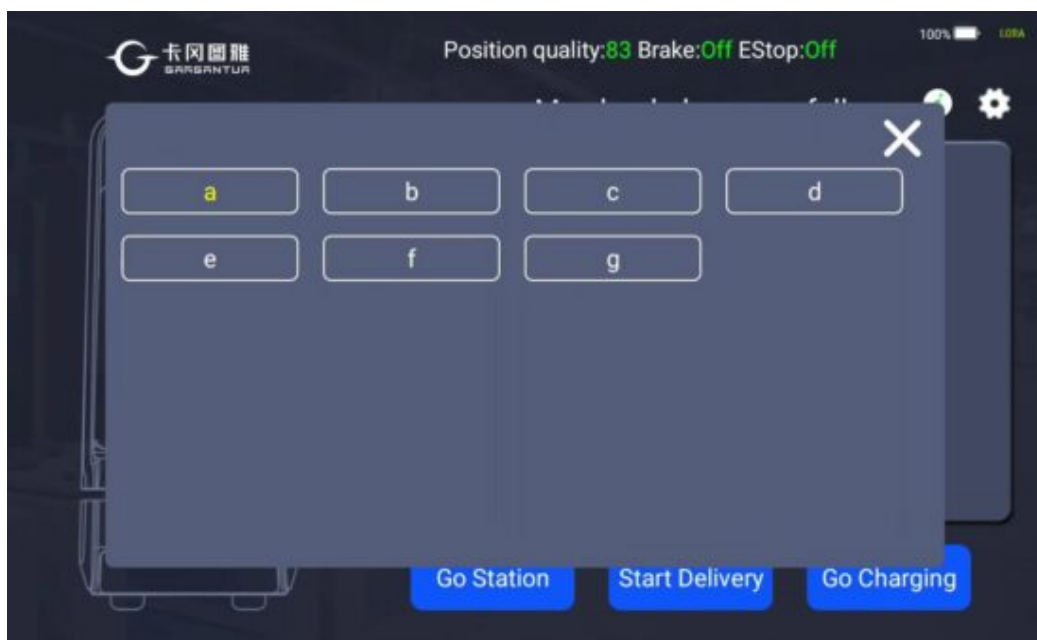 卡冈图雅
GARGANTUA
Position quality:83 Brake:Off EStop:Off
100%
LORA
a b c d
e f g
Go Station Start Delivery Go Charging